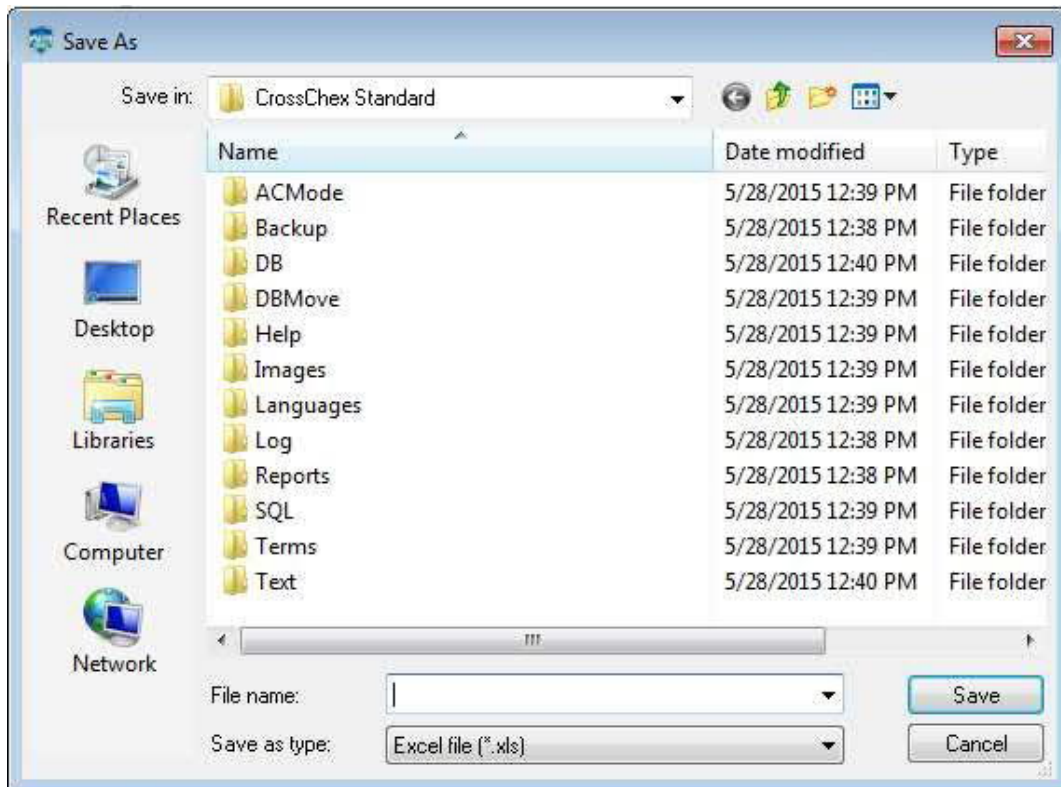 Save As
Save in: CrossChex Standard
Name Date modified Type
Recent Places
Desktop
Libraries
Computer
Network
ACMode 5/28/2015 12:39 PM File folder
Backup 5/28/2015 12:38 PM File folder
DB 5/28/2015 12:40 PM File folder
DBMove 5/28/2015 12:39 PM File folder
Help 5/28/2015 12:39 PM File folder
Images 5/28/2015 12:39 PM File folder
Languages 5/28/2015 12:39 PM File folder
Log 5/28/2015 12:38 PM File folder
Reports 5/28/2015 12:38 PM File folder
SQL 5/28/2015 12:39 PM File folder
Terms 5/28/2015 12:39 PM File folder
Text 5/28/2015 12:40 PM File folder
File name: Save
Save as type: Excel file (*.xls) Cancel